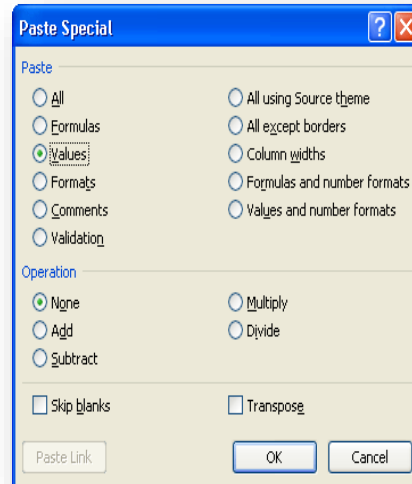 Paste Special
Paste
All
All using Source theme
Formulas
All except borders
Values
Column widths
Formats
Formulas and number formats
Comments
Values and number formats
Validation
Operation
None
Multiply
Add
Divide
Subtract
Skip blanks
Transpose
Paste Link
OK
Cancel